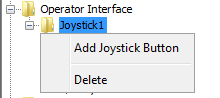 Operator Interface
Joystick1
Add Joystick Button
Delete